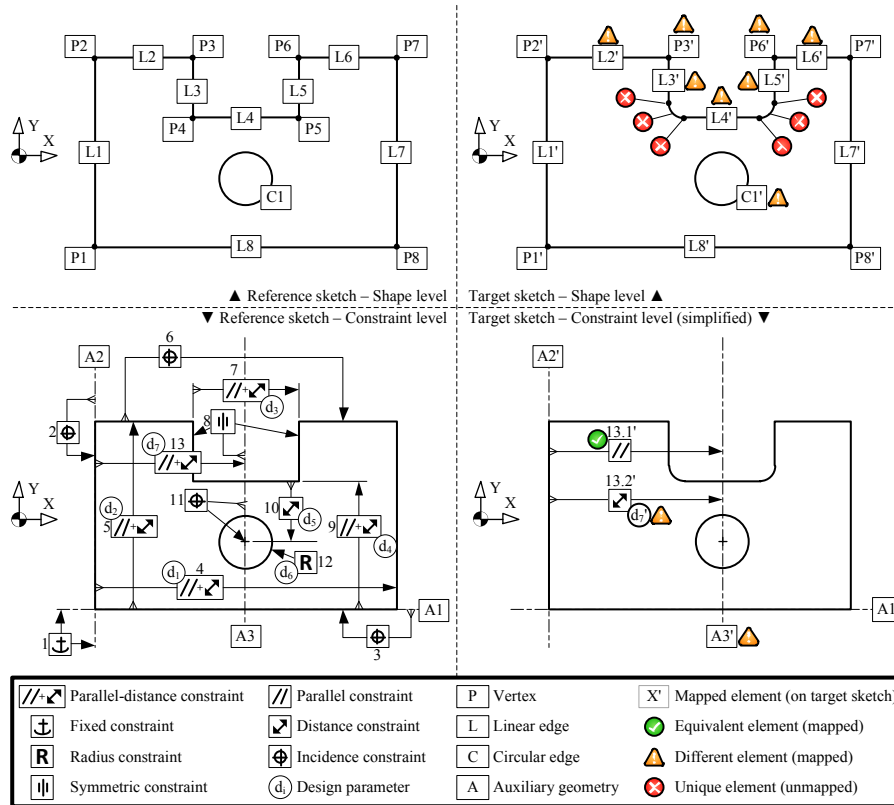 P2 L2 P3 P6 L6 P7
L3 L5
P4 L4 P5
Y
X
L1 L7
C1
L8
P1 P8
P2' L2' P3' P6' L6' P7'
L3' L5'
L4'
Y
X
L1' L7'
C1'
L8'
P1' P8'
▲ Reference sketch – Shape level
Target sketch – Shape level ▲
▼ Reference sketch – Constraint level
Target sketch – Constraint level (simplified) ▼
6
A2
7
//+
d3
8
2
d7 13
//+
11
10
d5
Y
X
d2
5 //+
9 //+
d4
R 12
d6
d1 4
//+
A1
1
A3
3
A2'
13.1'
//
13.2'
d7'
Y
X
A1'
A3'
//+ Parallel-distance constraint
// Parallel constraint
P Vertex
X' Mapped element (on target sketch)
Fixed constraint
Distance constraint
L Linear edge
Equivalent element (mapped)
R Radius constraint
Incidence constraint
C Circular edge
Different element (mapped)
Symmetric constraint
di Design parameter
A Auxiliary geometry
Unique element (unmapped)